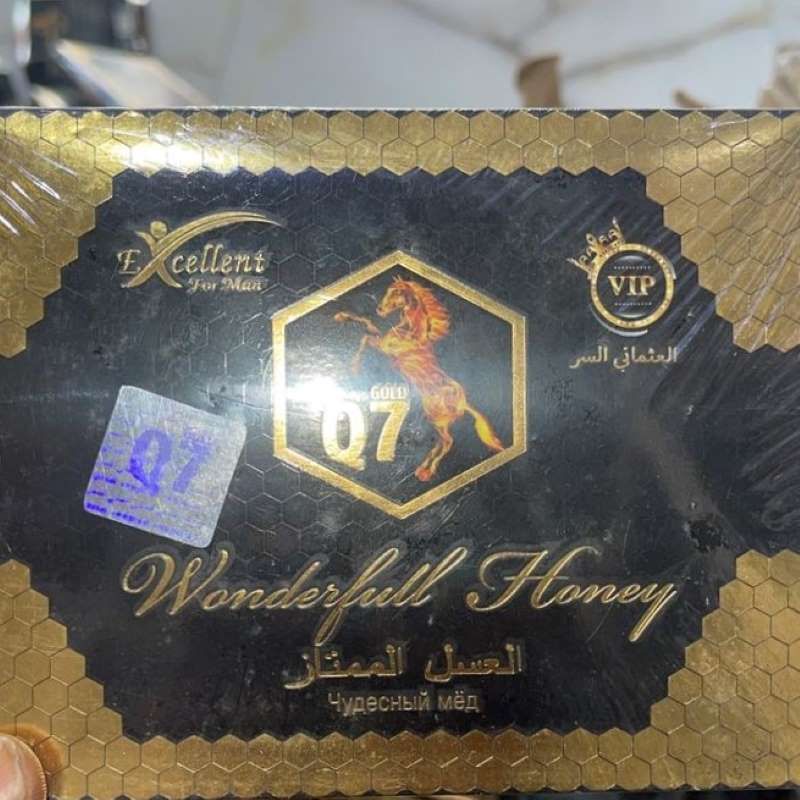 Excellent
For Man
VIP
العثماني السر
GOLD
Q7
Q7
Wonderfull Honey
العسل الممتاز
Чудесный мёд